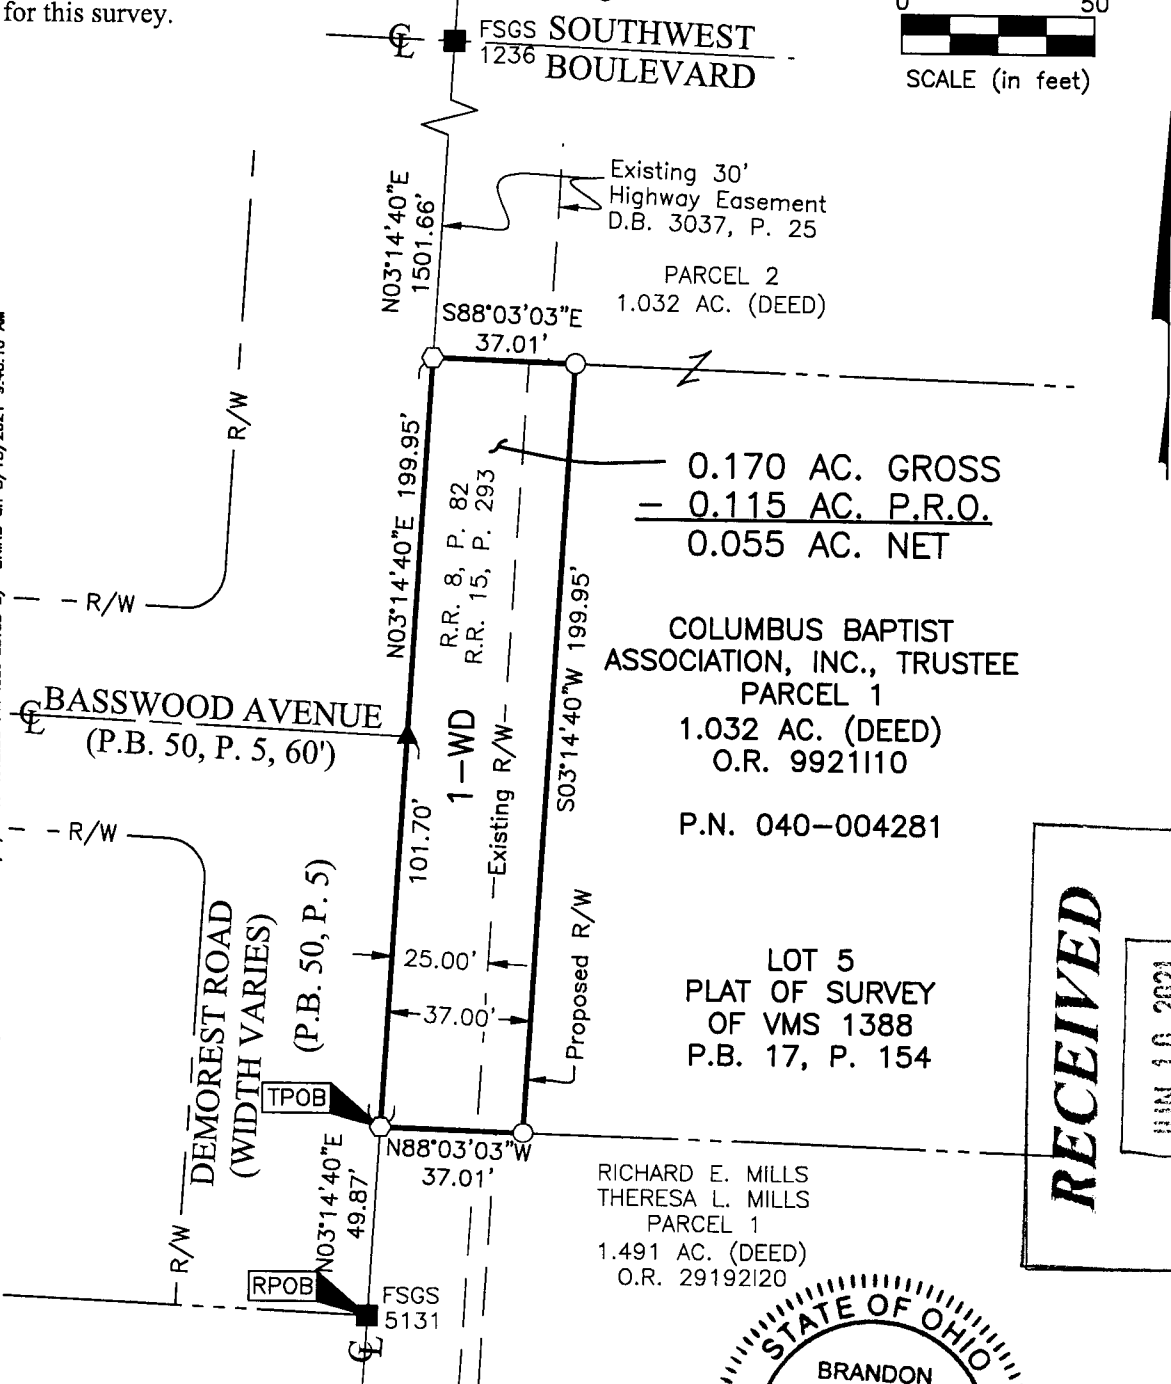 for this survey.
0 50
SCALE (in feet)
℄
FSGS
1236
SOUTHWEST
BOULEVARD
Existing 30'
Highway Easement
D.B. 3037, P. 25
N03°14'40"E
1501.66'
PARCEL 2
1.032 AC. (DEED)
S88°03'03"E
37.01'
R/W
N03°14'40"E 199.95'
R.R. 8, P. 82
R.R. 15, P. 293
0.170 AC. GROSS
- 0.115 AC. P.R.O.
0.055 AC. NET
S03°14'40"W 199.95'
R/W
COLUMBUS BAPTIST
ASSOCIATION, INC., TRUSTEE
PARCEL 1
1.032 AC. (DEED)
O.R. 9921I10
P.N. 040-004281
℄ BASSWOOD AVENUE
(P.B. 50, P. 5, 60')
1-WD
Existing R/W
R/W
101.70'
RECEIVED
JUN 10 2021
DEMOREST ROAD
(WIDTH VARIES)
(P.B. 50, P. 5)
25.00'
37.00'
Proposed R/W
LOT 5
PLAT OF SURVEY
OF VMS 1388
P.B. 17, P. 154
TPOB
N88°03'03"W
37.01'
N03°14'40"E
49.87'
RICHARD E. MILLS
THERESA L. MILLS
PARCEL 1
1.491 AC. (DEED)
O.R. 29192I20
R/W
RPOB
FSGS
5131
℄
STATE OF OHIO
BRANDON